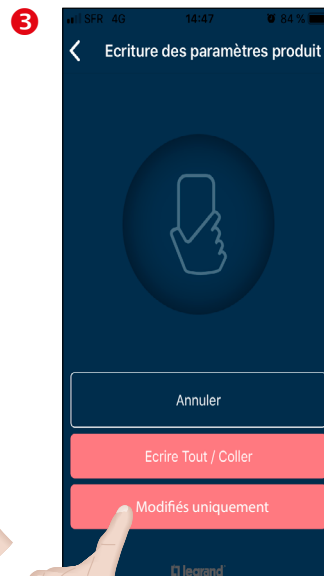 3
SFR 4G 14:47 84 %
Ecriture des paramètres produit
Annuler
Ecrire Tout / Coller
Modifiés uniquement
legrand